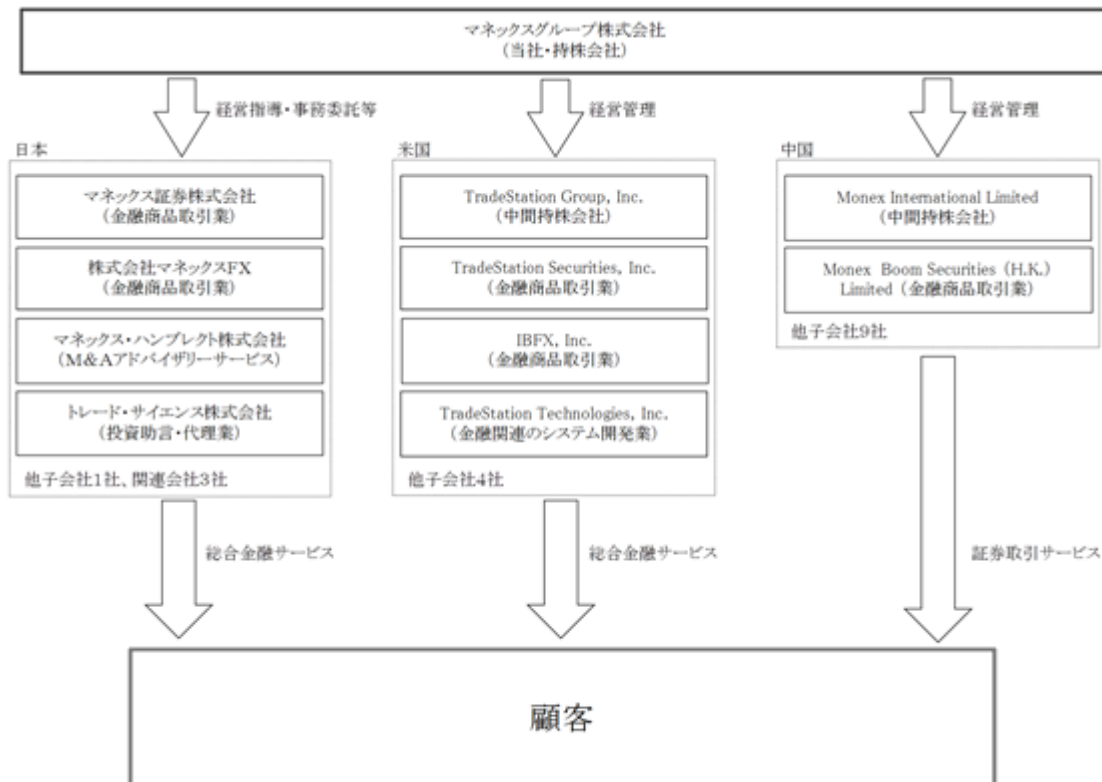 マネックスグループ株式会社
(当社・持株会社)
経営指導・事務委託等
経営管理
経営管理
日本
マネックス証券株式会社
(金融商品取引業)
株式会社マネックスFX
(金融商品取引業)
マネックス・ハンブレクト株式会社
(M&Aアドバイザリーサービス)
トレード・サイエンス株式会社
(投資助言・代理業)
他子会社1社、関連会社3社
米国
TradeStation Group, Inc.
(中間持株会社)
TradeStation Securities, Inc.
(金融商品取引業)
IBFX, Inc.
(金融商品取引業)
TradeStation Technologies, Inc.
(金融関連のシステム開発業)
他子会社4社
中国
Monex International Limited
(中間持株会社)
Monex Boom Securities (H.K.)
Limited (金融商品取引業)
他子会社9社
総合金融サービス
総合金融サービス
証券取引サービス
顧客